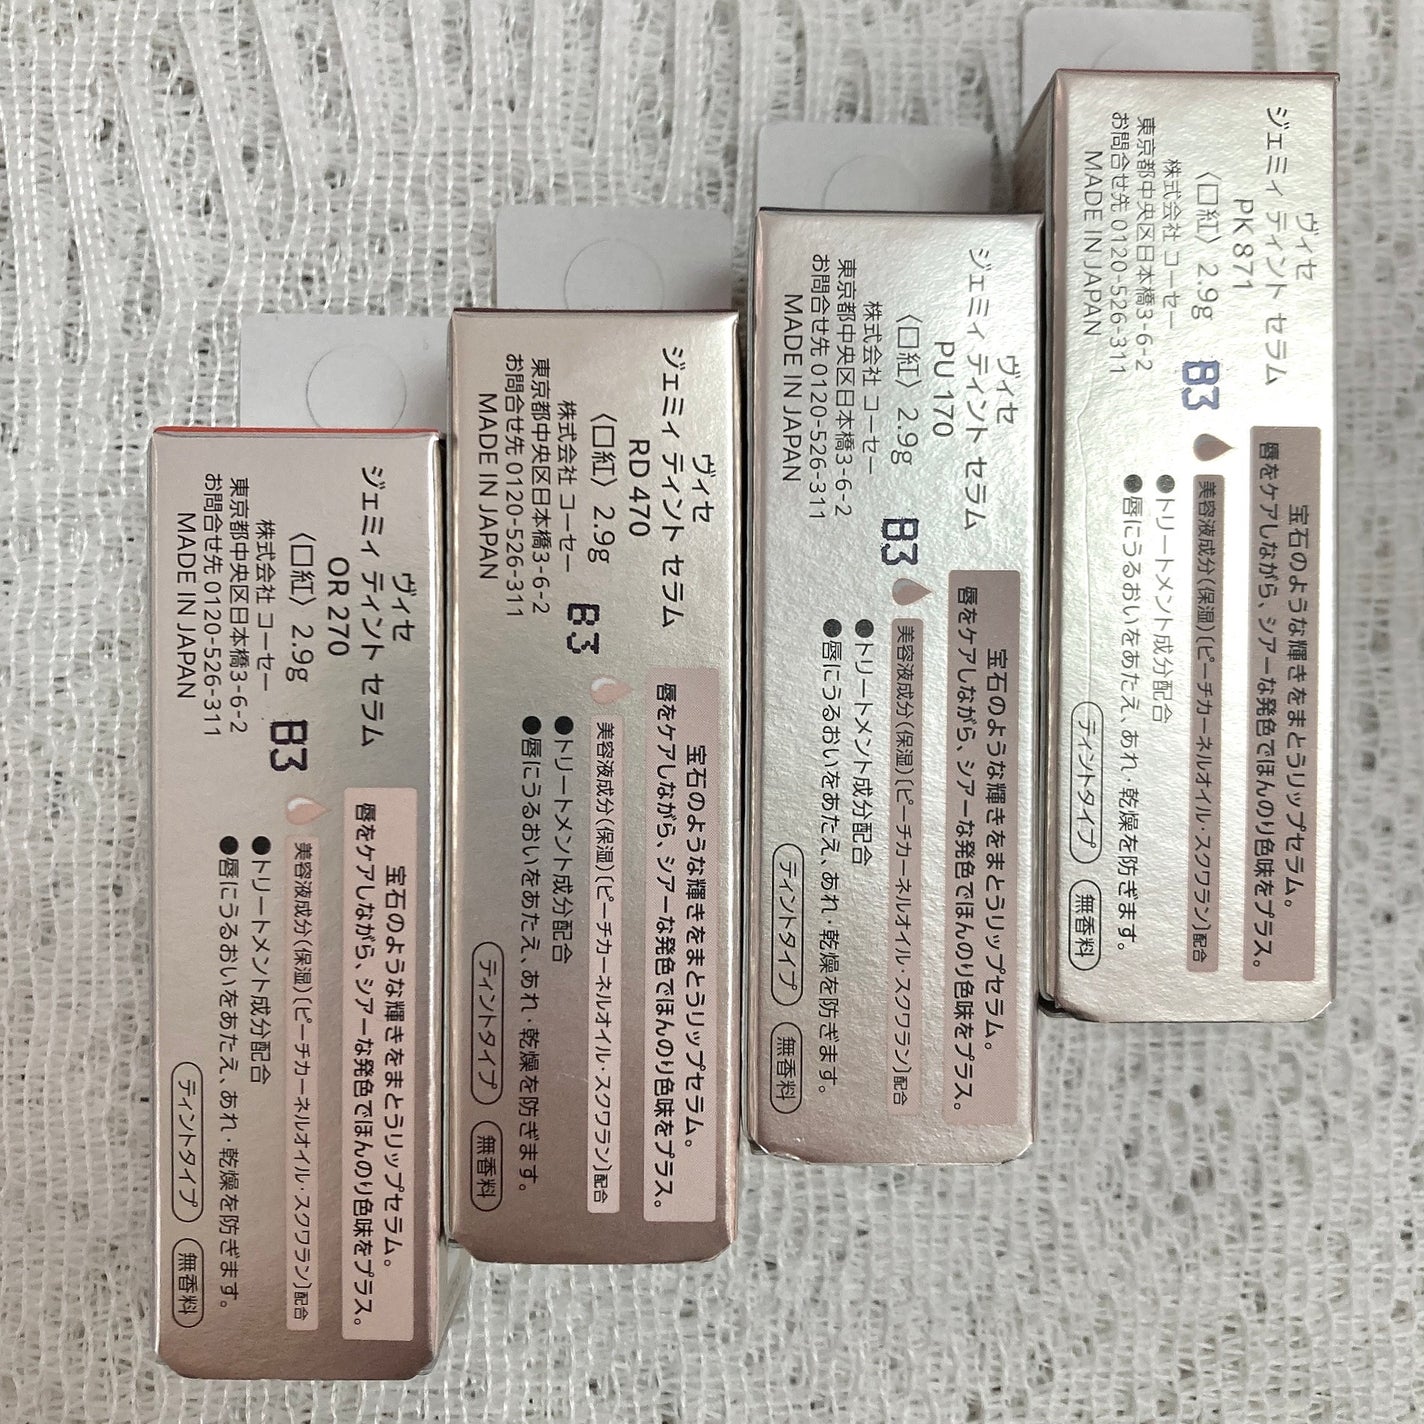 ヴィセ
ジェミィ ティント セラム
OR 270
〈口紅〉 2.9g
株式会社 コーセー
東京都中央区日本橋3-6-2
お問合せ先 0120-526-311
MADE IN JAPAN
B3
宝石のような輝きをまとうリップセラム。
唇をケアしながら、シアーな発色でほんのり色味をプラス。
美容液成分(保湿)[ピーチカーネルオイル・スクワラン]配合
●トリートメント成分配合
●唇にうるおいをあたえ、あれ・乾燥を防ぎます。
ティントタイプ 無香料
ヴィセ
ジェミィ ティント セラム
RD 470
〈口紅〉 2.9g
株式会社 コーセー
東京都中央区日本橋3-6-2
お問合せ先 0120-526-311
MADE IN JAPAN
B3
宝石のような輝きをまとうリップセラム。
唇をケアしながら、シアーな発色でほんのり色味をプラス。
美容液成分(保湿)[ピーチカーネルオイル・スクワラン]配合
●トリートメント成分配合
●唇にうるおいをあたえ、あれ・乾燥を防ぎます。
ティントタイプ 無香料
ヴィセ
ジェミィ ティント セラム
PU 170
〈口紅〉 2.9g
株式会社 コーセー
東京都中央区日本橋3-6-2
お問合せ先 0120-526-311
MADE IN JAPAN
B3
宝石のような輝きをまとうリップセラム。
唇をケアしながら、シアーな発色でほんのり色味をプラス。
美容液成分(保湿)[ピーチカーネルオイル・スクワラン]配合
●トリートメント成分配合
●唇にうるおいをあたえ、あれ・乾燥を防ぎます。
ティントタイプ 無香料
ヴィセ
ジェミィ ティント セラム
PK 871
〈口紅〉 2.9g
株式会社 コーセー
東京都中央区日本橋3-6-2
お問合せ先 0120-526-311
MADE IN JAPAN
B3
宝石のような輝きをまとうリップセラム。
唇をケアしながら、シアーな発色でほんのり色味をプラス。
美容液成分(保湿)[ピーチカーネルオイル・スクワラン]配合
●トリートメント成分配合
●唇にうるおいをあたえ、あれ・乾燥を防ぎます。
ティントタイプ 無香料